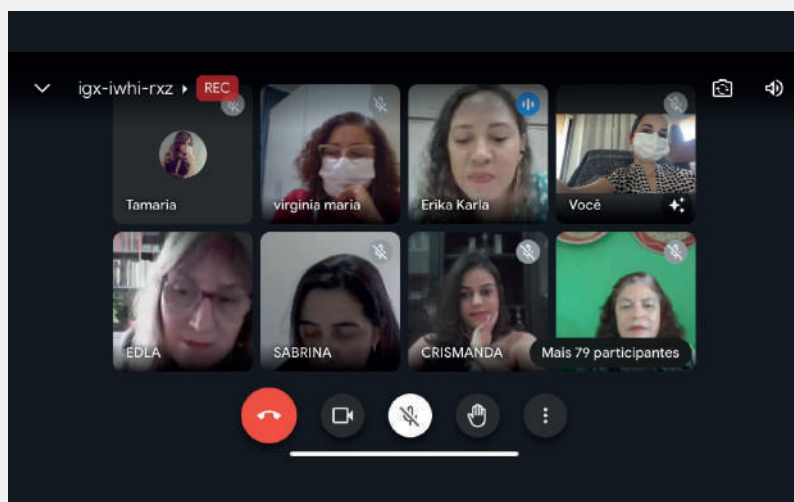 igx-iwhi-rxz
REC
Tamaria
virginia maria
Erika Karla
Você
EDLA
SABRINA
CRISMANDA
Mais 79 participantes